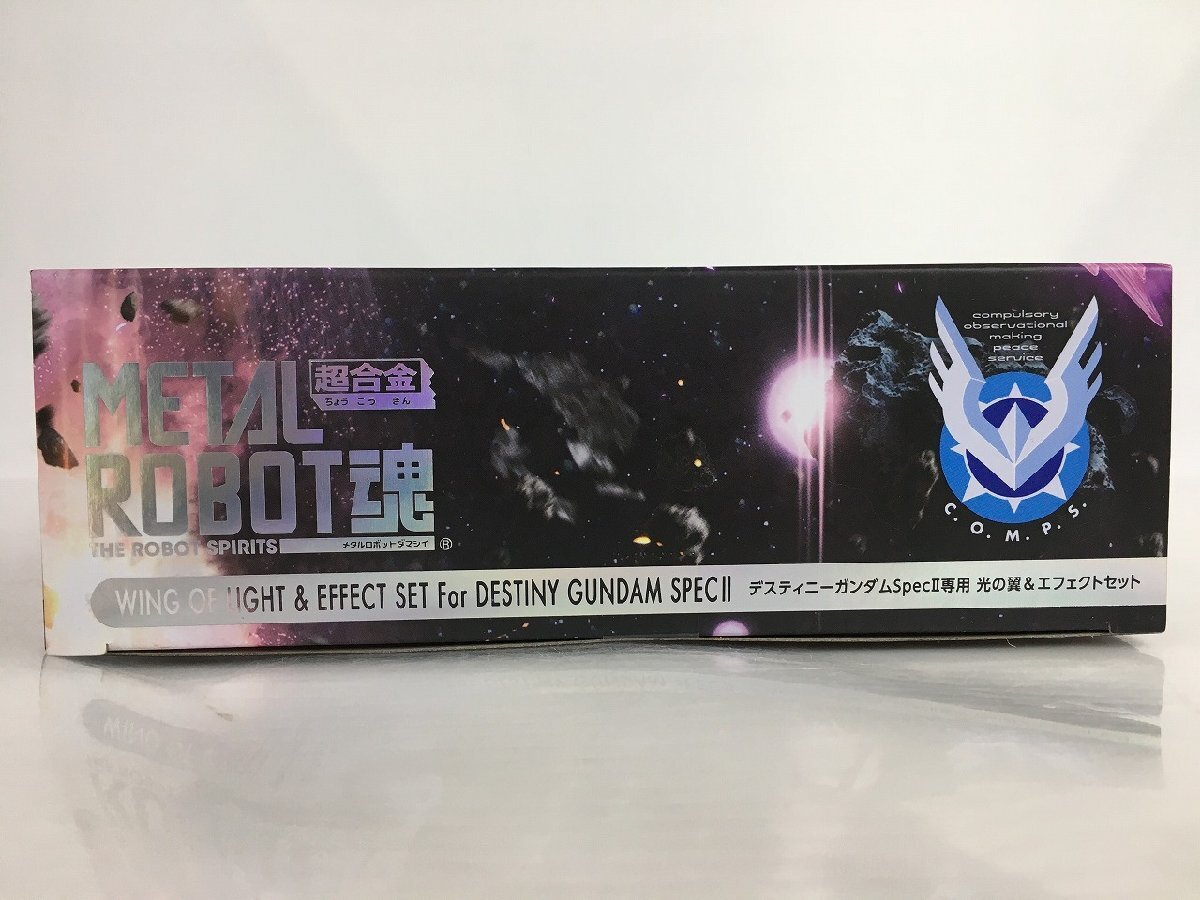 METAL
超合金
ちょうごうきん
ROBOT魂
THE ROBOT SPIRITS
メタルロボットダマシイ
®
WING OF LIGHT & EFFECT SET For DESTINY GUNDAM SPECII
デスティニーガンダムSpecII専用 光の翼&エフェクトセット
compulsory
observational
making
peace
service
C.O.M.P.S.